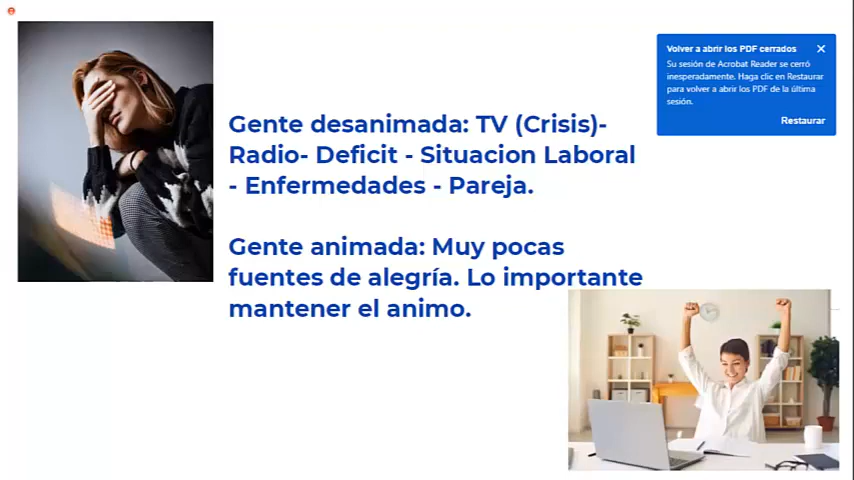 Gente desanimada: TV (Crisis)-
Radio- Deficit - Situacion Laboral
- Enfermedades - Pareja.
Gente animada: Muy pocas
fuentes de alegría. Lo importante
mantener el animo.
Volver a abrir los PDF cerrados
Su sesión de Acrobat Reader se cerró
inesperadamente. Haga clic en Restaurar
para volver a abrir los PDF de la última
sesión.
Restaurar